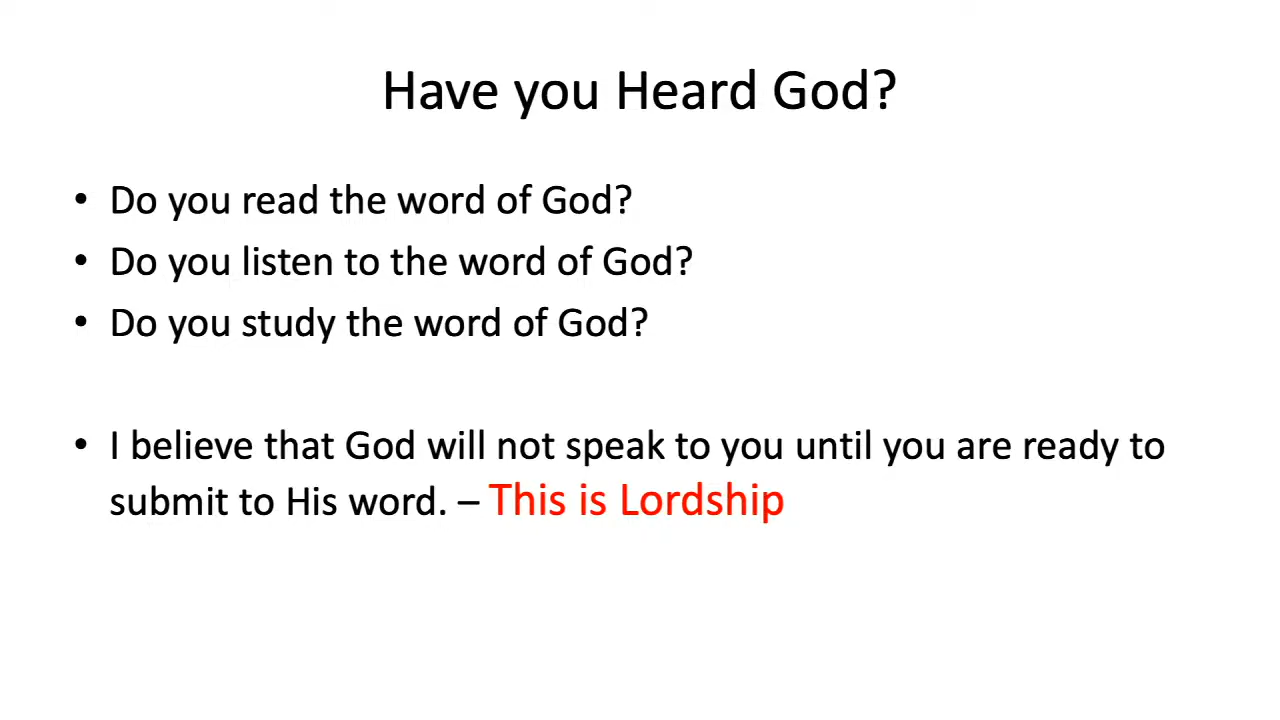 Have you Heard God?
• Do you read the word of God?
• Do you listen to the word of God?
• Do you study the word of God?
• I believe that God will not speak to you until you are ready to
submit to His word. – This is Lordship